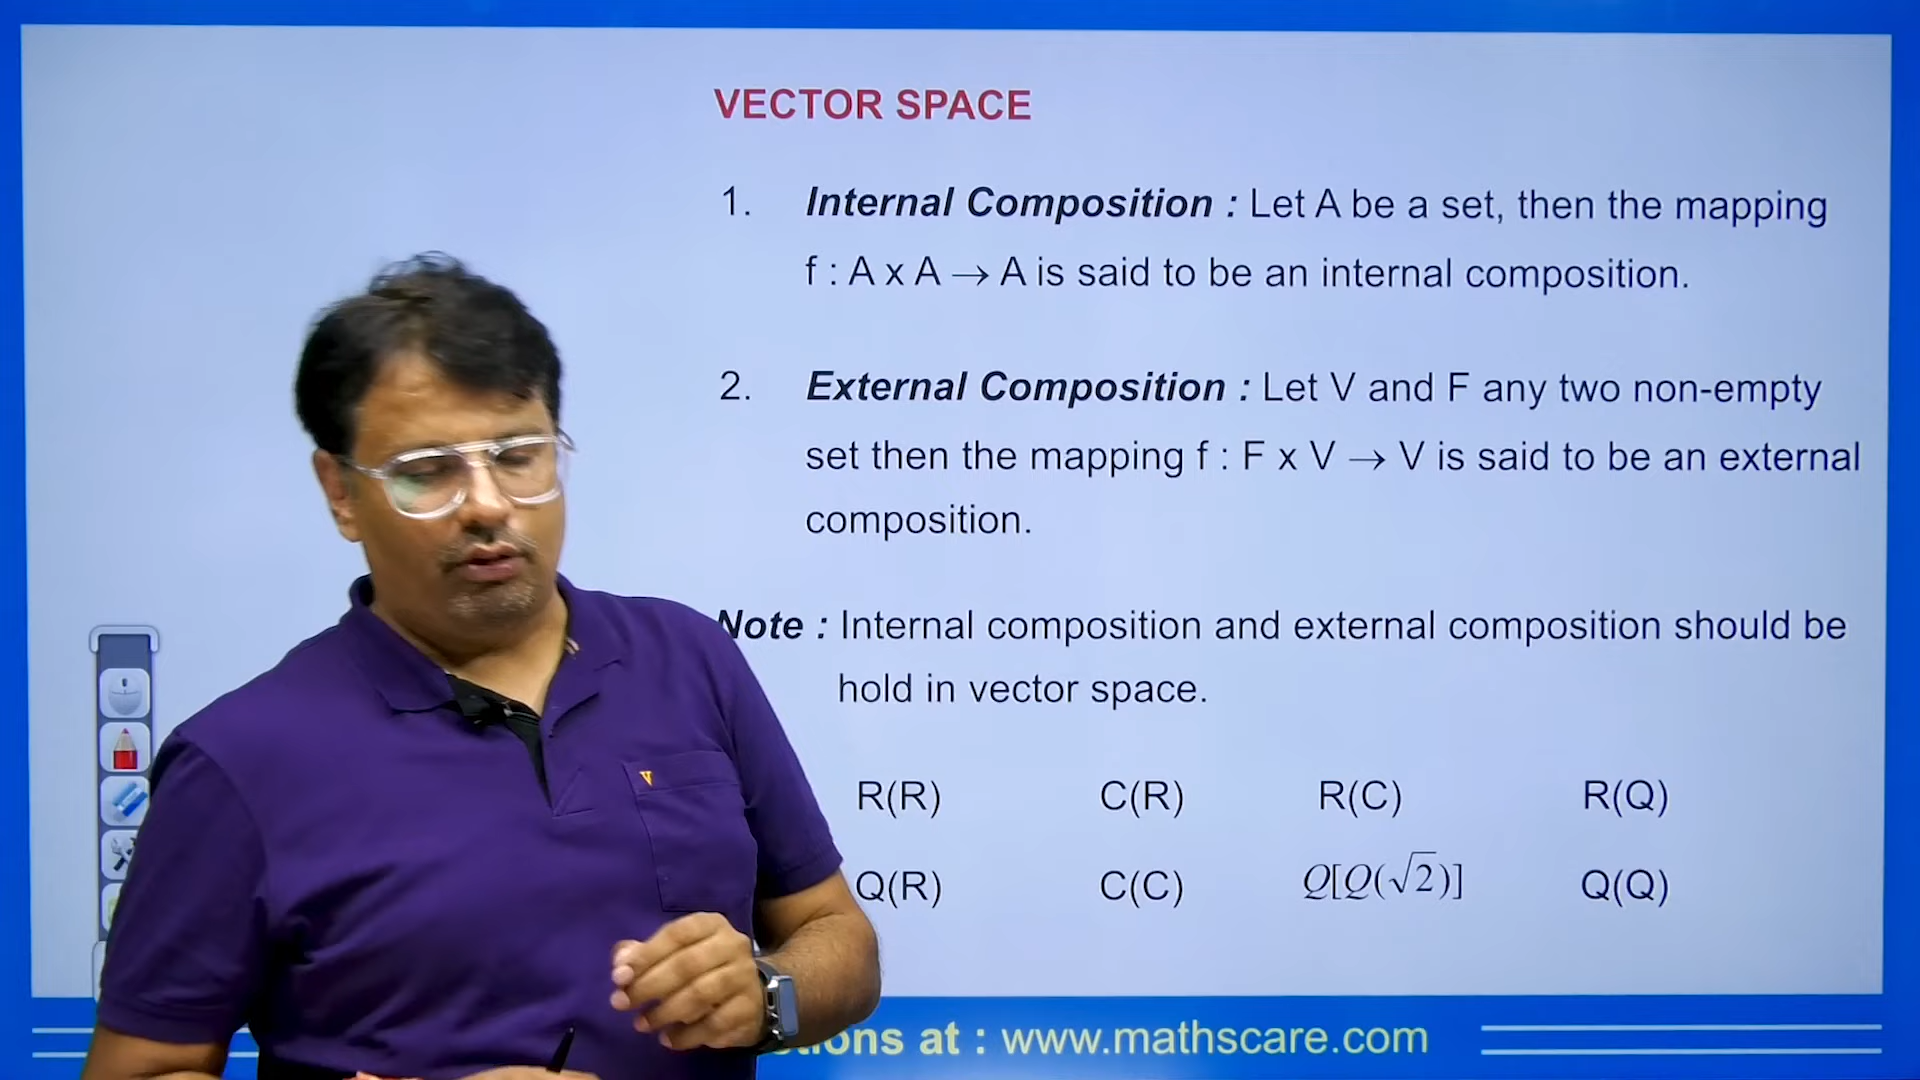 VECTOR SPACE
1. Internal Composition : Let A be a set, then the mapping
f : A x A → A is said to be an internal composition.
2. External Composition : Let V and F any two non-empty
set then the mapping f : F x V → V is said to be an external
composition.
Note : Internal composition and external composition should be
hold in vector space.
R(R) C(R) R(C) R(Q)
Q(R) C(C) Q[Q(√2)] Q(Q)
at : www.mathscare.com
V